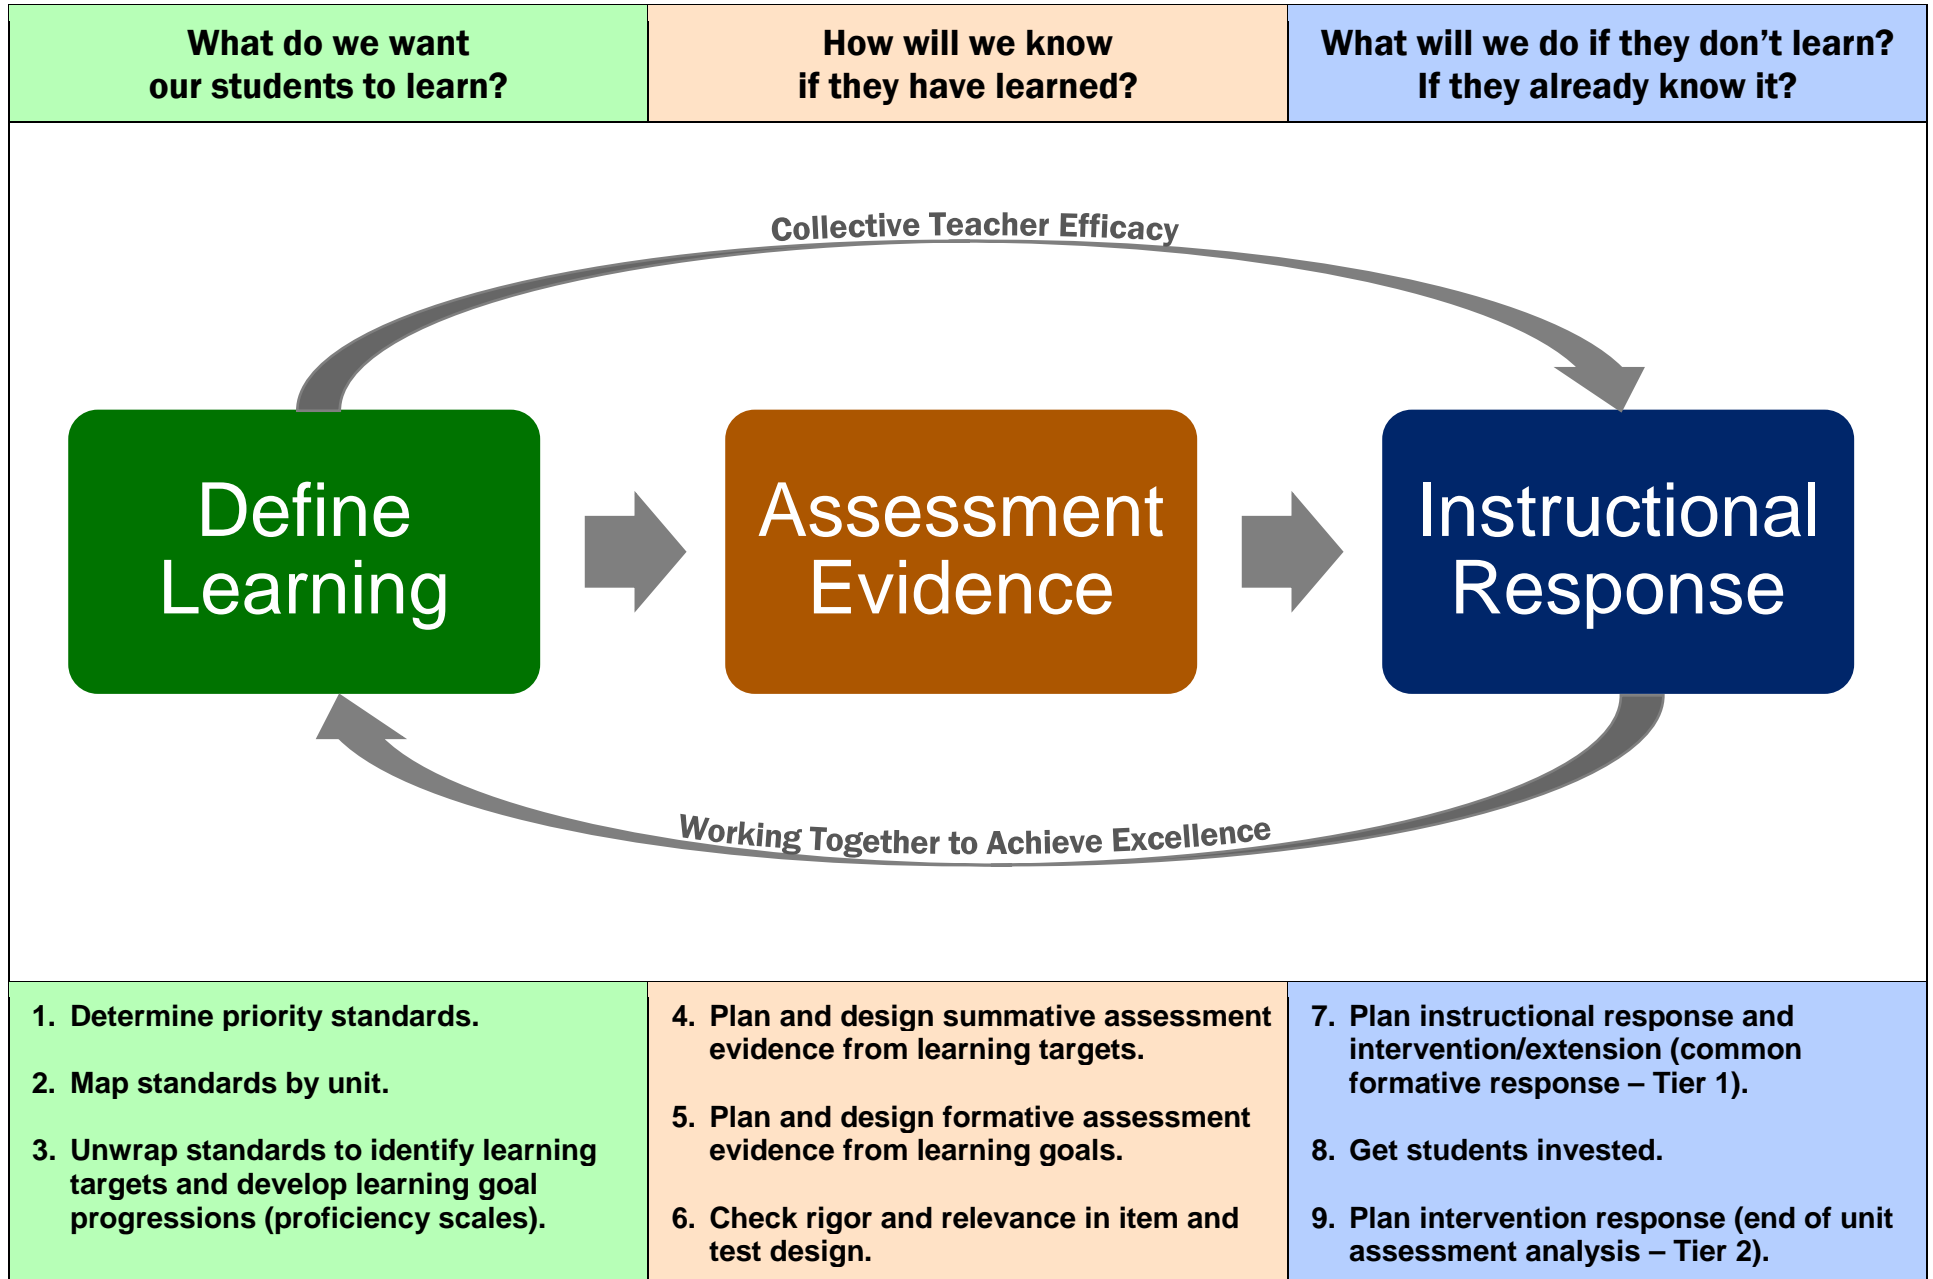 What do we want
our students to learn?
How will we know
if they have learned?
What will we do if they don’t learn?
If they already know it?
Collective Teacher Efficacy
Define
Learning
Assessment
Evidence
Instructional
Response
Working Together to Achieve Excellence
1. Determine priority standards.
2. Map standards by unit.
3. Unwrap standards to identify learning
targets and develop learning goal
progressions (proficiency scales).
4. Plan and design summative assessment
evidence from learning targets.
5. Plan and design formative assessment
evidence from learning goals.
6. Check rigor and relevance in item and
test design.
7. Plan instructional response and
intervention/extension (common
formative response – Tier 1).
8. Get students invested.
9. Plan intervention response (end of unit
assessment analysis – Tier 2).